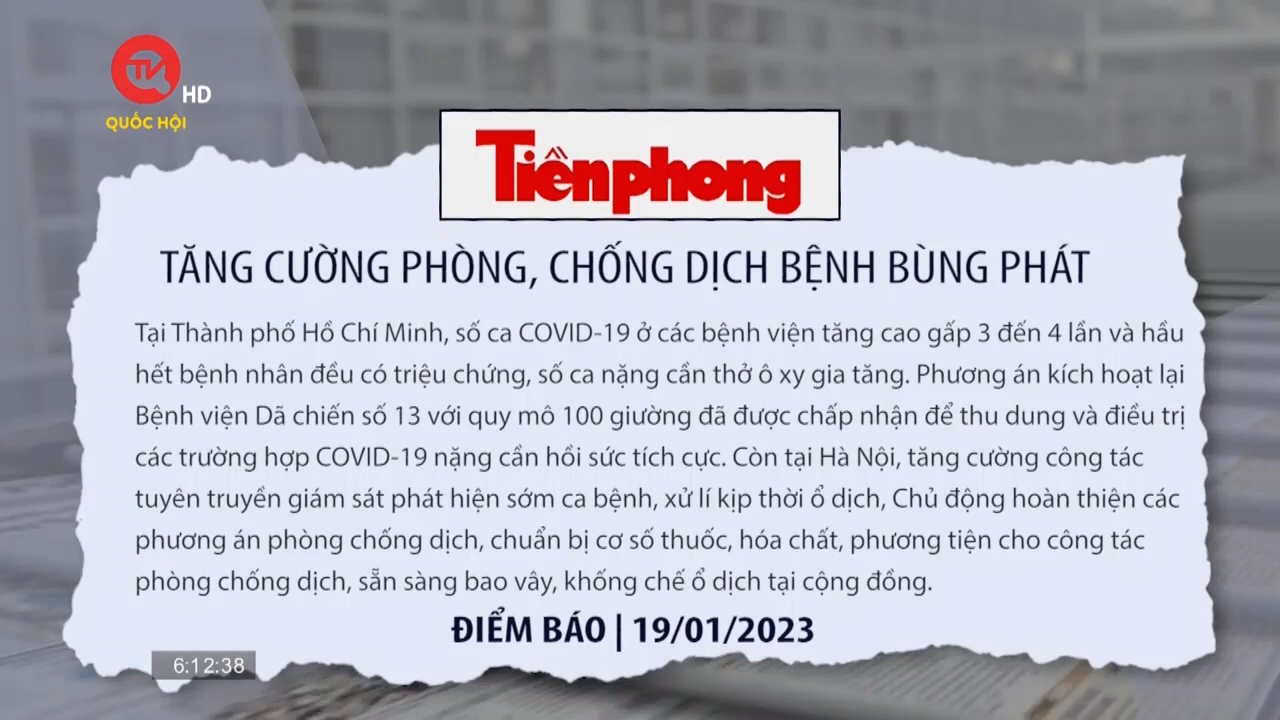 TV HD
QUỐC HỘI
Tiền phong
TĂNG CƯỜNG PHÒNG, CHỐNG DỊCH BỆNH BÙNG PHÁT
Tại Thành phố Hồ Chí Minh, số ca COVID-19 ở các bệnh viện tăng cao gấp 3 đến 4 lần và hầu
hết bệnh nhân đều có triệu chứng, số ca nặng cần thở ô xy gia tăng. Phương án kích hoạt lại
Bệnh viện Dã chiến số 13 với quy mô 100 giường đã được chấp nhận để thu dung và điều trị
các trường hợp COVID-19 nặng cần hồi sức tích cực. Còn tại Hà Nội, tăng cường công tác
tuyên truyền giám sát phát hiện sớm ca bệnh, xử lí kịp thời ổ dịch, Chủ động hoàn thiện các
phương án phòng chống dịch, chuẩn bị cơ số thuốc, hóa chất, phương tiện cho công tác
phòng chống dịch, sẵn sàng bao vây, khống chế ổ dịch tại cộng đồng.
ĐIỂM BÁO | 19/01/2023
6:12:38